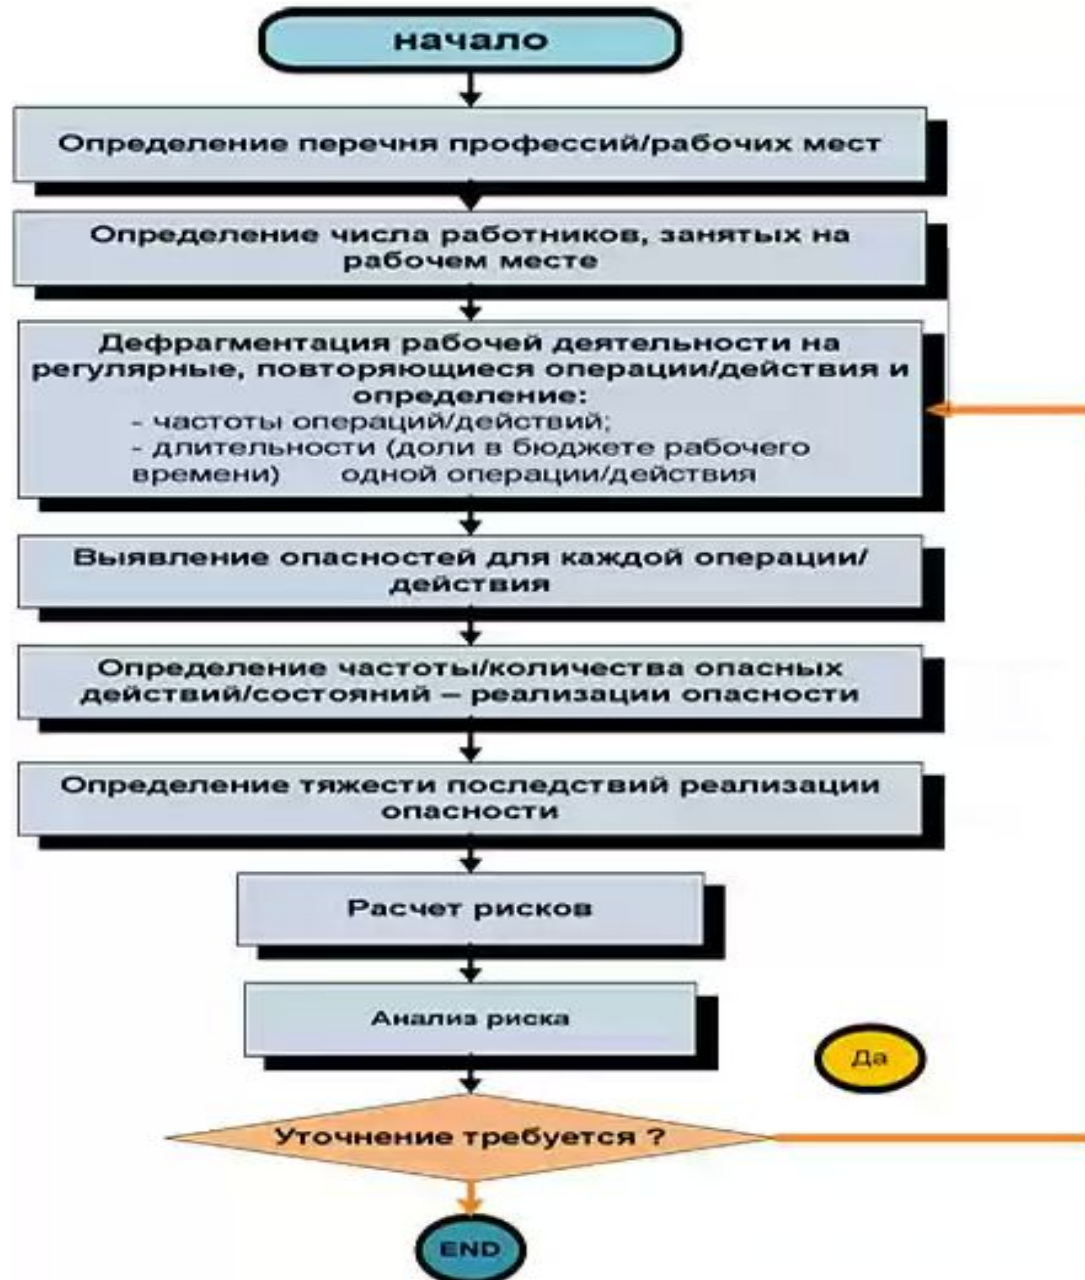 начало
Определение перечня профессий/рабочих мест
Определение числа работников, занятых на
рабочем месте
Дефрагментация рабочей деятельности на
регулярные, повторяющиеся операции/действия и
определение:
- частоты операций/действий;
- длительности (доли в бюджете рабочего
времени) одной операции/действия
Выявление опасностей для каждой операции/
действия
Определение частоты/количества опасных
действий/состояний – реализации опасности
Определение тяжести последствий реализации
опасности
Расчет рисков
Анализ риска
Да
Уточнение требуется ?
END